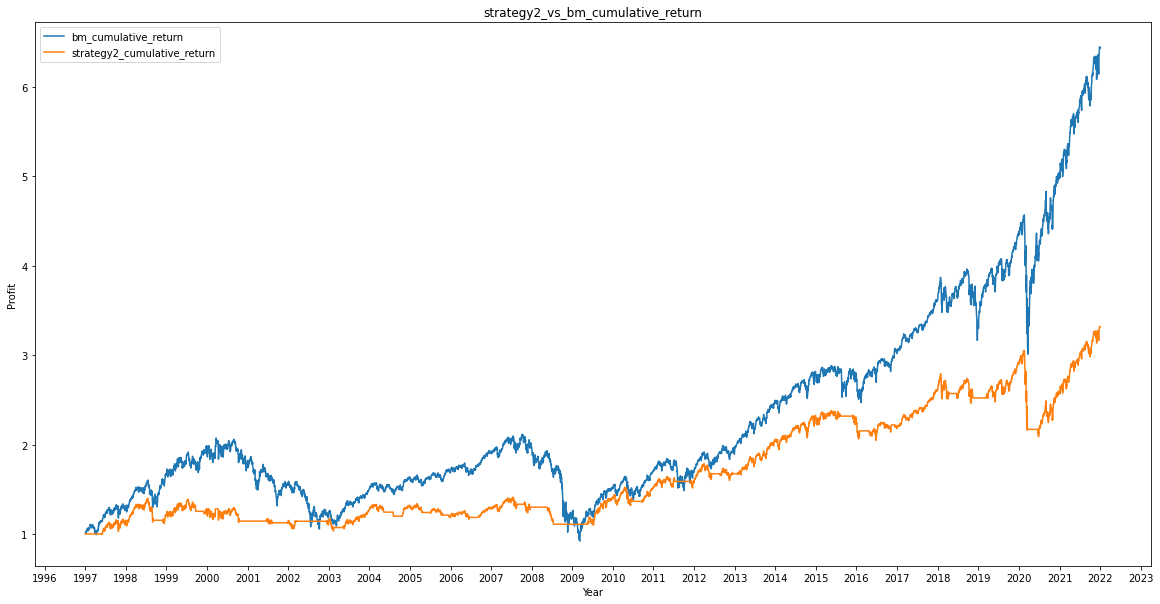 strategy2_vs_bm_cumulative_return
bm_cumulative_return
strategy2_cumulative_return
Profit
6
5
4
3
2
1
1996 1997 1998 1999 2000 2001 2002 2003 2004 2005 2006 2007 2008 2009 2010 2011 2012 2013 2014 2015 2016 2017 2018 2019 2020 2021 2022 2023
Year